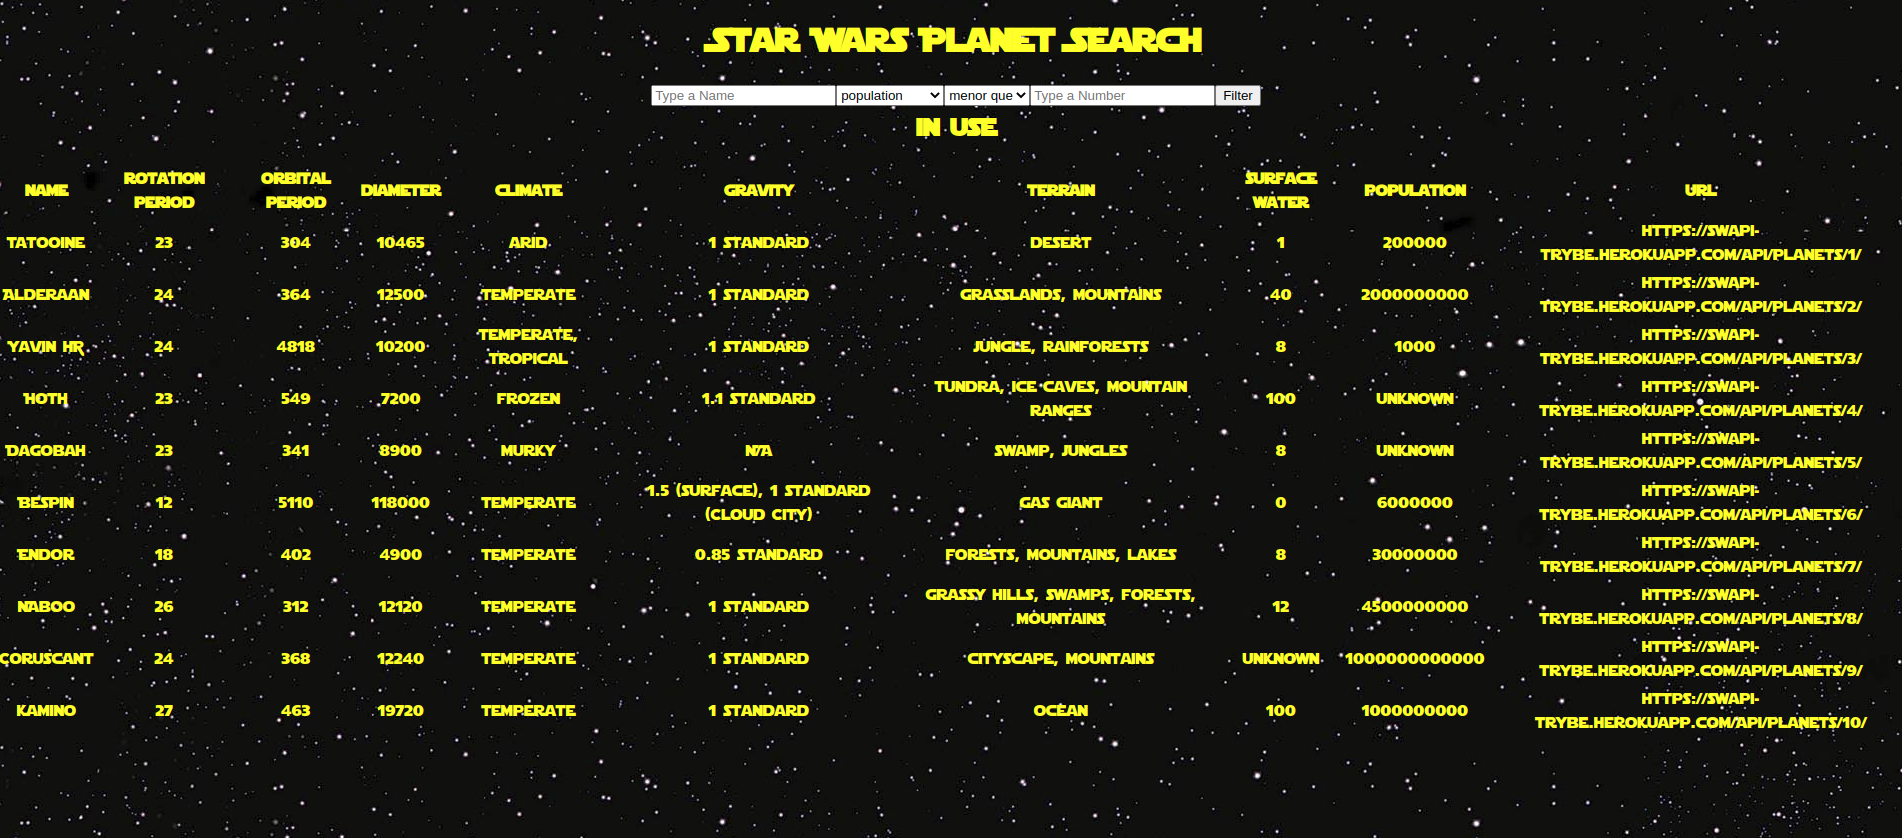 STAR WARS PLANET SEARCH
Type a Name population menor que Type a Number Filter
IN USE
NAME ROTATION PERIOD ORBITAL PERIOD DIAMETER CLIMATE GRAVITY TERRAIN SURFACE WATER POPULATION URL
TATOOINE 23 304 10465 ARID 1 STANDARD DESERT 1 200000 HTTPS://SWAPI-TRYBE.HEROKUAPP.COM/API/PLANETS/1/
ALDERAAN 24 364 12500 TEMPERATE 1 STANDARD GRASSLANDS, MOUNTAINS 40 2000000000 HTTPS://SWAPI-TRYBE.HEROKUAPP.COM/API/PLANETS/2/
YAVIN 24 4818 10200 TEMPERATE, TROPICAL 1 STANDARD JUNGLE, RAINFORESTS 8 1000 HTTPS://SWAPI-TRYBE.HEROKUAPP.COM/API/PLANETS/3/
HOTH 23 549 7200 FROZEN 1.1 STANDARD TUNDRA, ICE CAVES, MOUNTAIN RANGES 100 UNKNOWN HTTPS://SWAPI-TRYBE.HEROKUAPP.COM/API/PLANETS/4/
DAGOBAH 23 341 8900 MURKY N/A SWAMP, JUNGLES 8 UNKNOWN HTTPS://SWAPI-TRYBE.HEROKUAPP.COM/API/PLANETS/5/
BESPIN 12 5110 118000 TEMPERATE 1.5 (SURFACE), 1 STANDARD (CLOUD CITY) GAS GIANT 0 6000000 HTTPS://SWAPI-TRYBE.HEROKUAPP.COM/API/PLANETS/6/
ENDOR 18 402 4900 TEMPERATE 0.85 STANDARD FORESTS, MOUNTAINS, LAKES 8 30000000 HTTPS://SWAPI-TRYBE.HEROKUAPP.COM/API/PLANETS/7/
NABOO 26 312 12120 TEMPERATE 1 STANDARD GRASSY HILLS, SWAMPS, FORESTS, MOUNTAINS 12 4500000000 HTTPS://SWAPI-TRYBE.HEROKUAPP.COM/API/PLANETS/8/
CORUSCANT 24 368 12240 TEMPERATE 1 STANDARD CITYSCAPE, MOUNTAINS UNKNOWN 1000000000000 HTTPS://SWAPI-TRYBE.HEROKUAPP.COM/API/PLANETS/9/
KAMINO 27 463 19720 TEMPERATE 1 STANDARD OCEAN 100 1000000000 HTTPS://SWAPI-TRYBE.HEROKUAPP.COM/API/PLANETS/10/